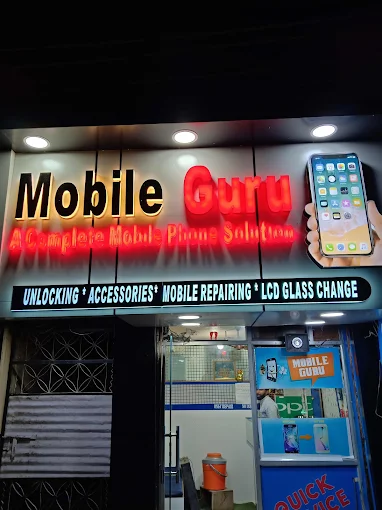 Mobile Guru
A Complete Mobile Phone Solution
UNLOCKING * ACCESSORIES* MOBILE REPAIRING * LCD GLASS CHANGE
MOBILE
GURU
OPPO
QUICK